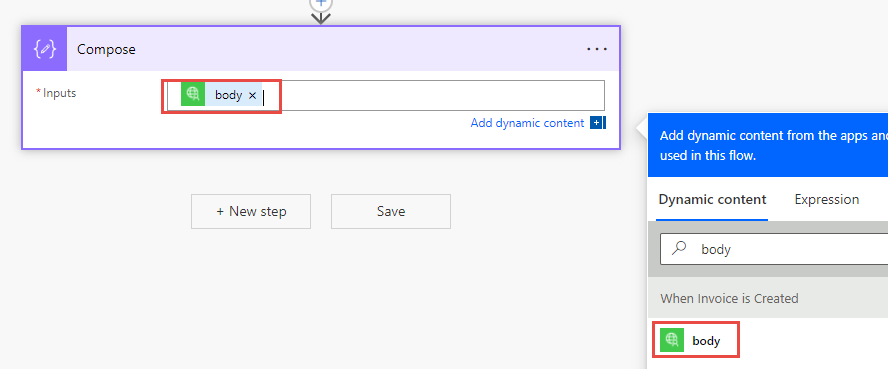 Compose
...
* Inputs
body ×
Add dynamic content
+ New step
Save
Add dynamic content from the apps and
used in this flow.
Dynamic content
Expression
body
When Invoice is Created
body